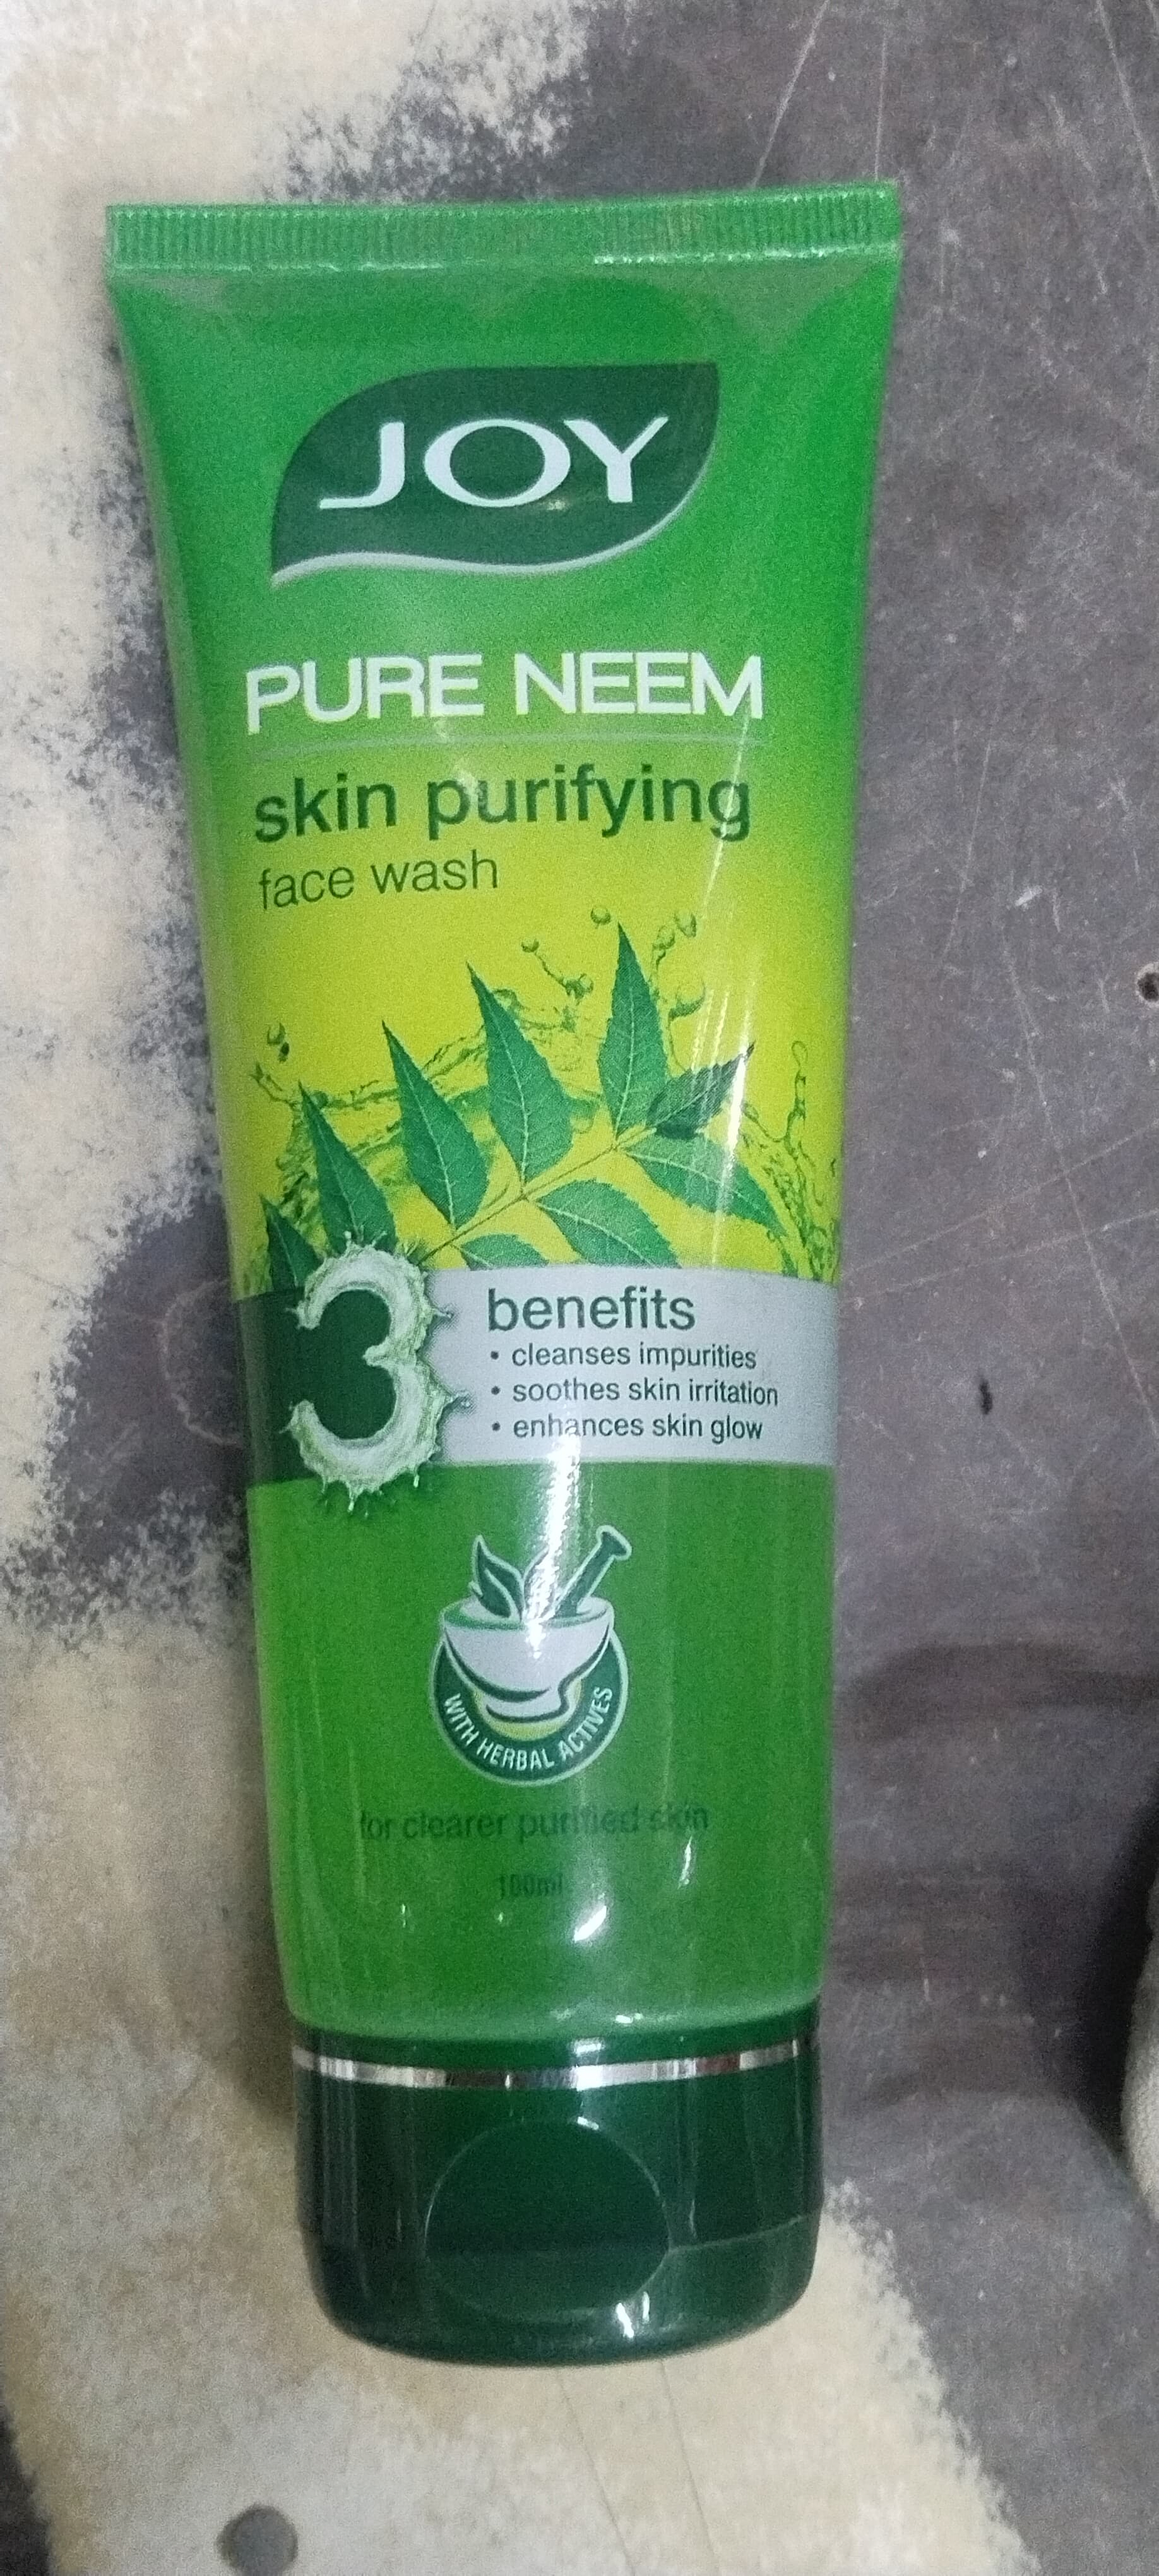 JOY
PURE NEEM
skin purifying
face wash
3 benefits
• cleanses impurities
• soothes skin irritation
• enhances skin glow
WITH HERBAL ACTIVES
for clearer purified skin
100ml